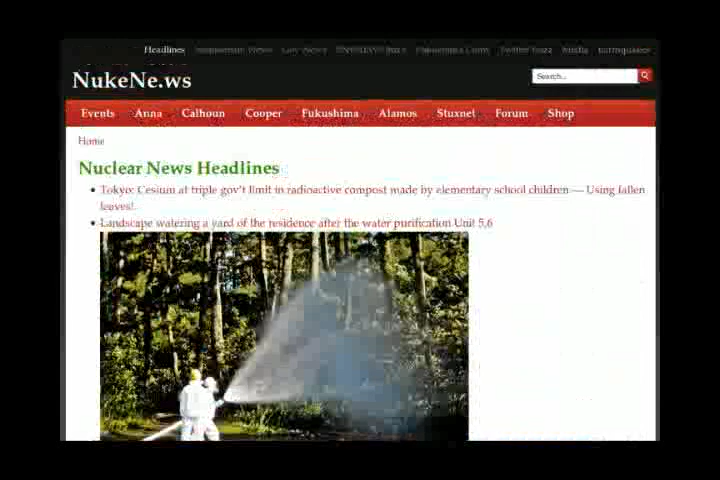 Headlines Twitter Buzz Media Earthquakes
NukeNe.ws
Search...
Events Anna Calhoun Cooper Fukushima Alamos Stuxnet Forum Shop
Home
Nuclear News Headlines
Tokyo: Cesium at triple gov't limit in radioactive compost made by elementary school children — Using fallen
leaves!
Landscape watering a yard of the residence after the water purification Unit 5,6